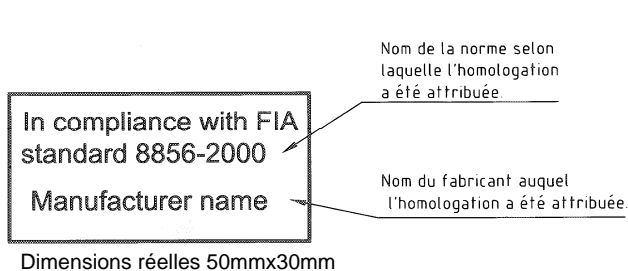 Nom de la norme selon
laquelle l'homologation
a été attribuée.
In compliance with FIA
standard 8856-2000
Manufacturer name
Nom du fabricant auquel
l'homologation a été attribuée.
Dimensions réelles 50mmx30mm